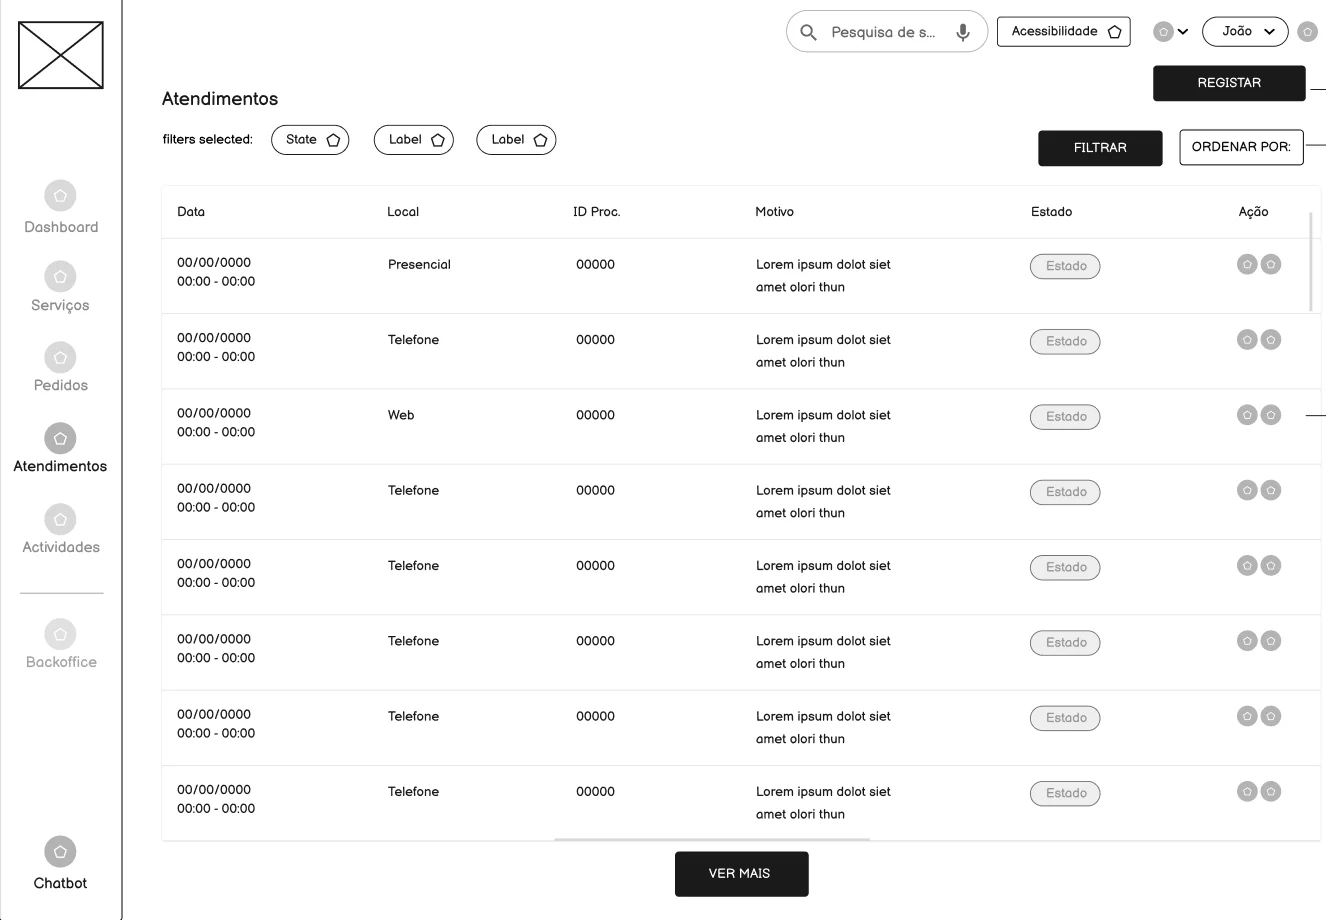 Pesquisa de s...
Acessibilidade
João
REGISTAR
Atendimentos
filters selected: State Label Label
FILTRAR
ORDENAR POR:
Dashboard
Serviços
Pedidos
Atendimentos
Actividades
Backoffice
Chatbot
Data Local ID Proc. Motivo Estado Ação
00/00/0000 Presencial 00000 Lorem ipsum dolot siet Estado
00:00 - 00:00 amet olori thun
00/00/0000 Telefone 00000 Lorem ipsum dolot siet Estado
00:00 - 00:00 amet olori thun
00/00/0000 Web 00000 Lorem ipsum dolot siet Estado
00:00 - 00:00 amet olori thun
00/00/0000 Telefone 00000 Lorem ipsum dolot siet Estado
00:00 - 00:00 amet olori thun
00/00/0000 Telefone 00000 Lorem ipsum dolot siet Estado
00:00 - 00:00 amet olori thun
00/00/0000 Telefone 00000 Lorem ipsum dolot siet Estado
00:00 - 00:00 amet olori thun
00/00/0000 Telefone 00000 Lorem ipsum dolot siet Estado
00:00 - 00:00 amet olori thun
00/00/0000 Telefone 00000 Lorem ipsum dolot siet Estado
00:00 - 00:00 amet olori thun
VER MAIS